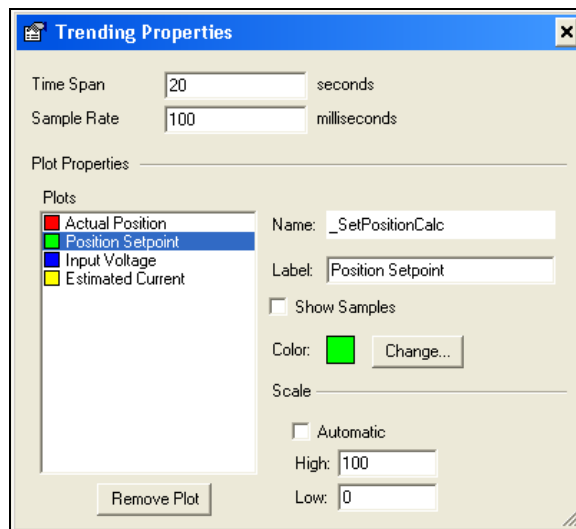 Trending Properties
Time Span 20 seconds
Sample Rate 100 milliseconds
Plot Properties
Plots
Actual Position
Position Setpoint
Input Voltage
Estimated Current
Remove Plot
Name: _SetPositionCalc
Label: Position Setpoint
Show Samples
Color: Change...
Scale
Automatic
High: 100
Low: 0